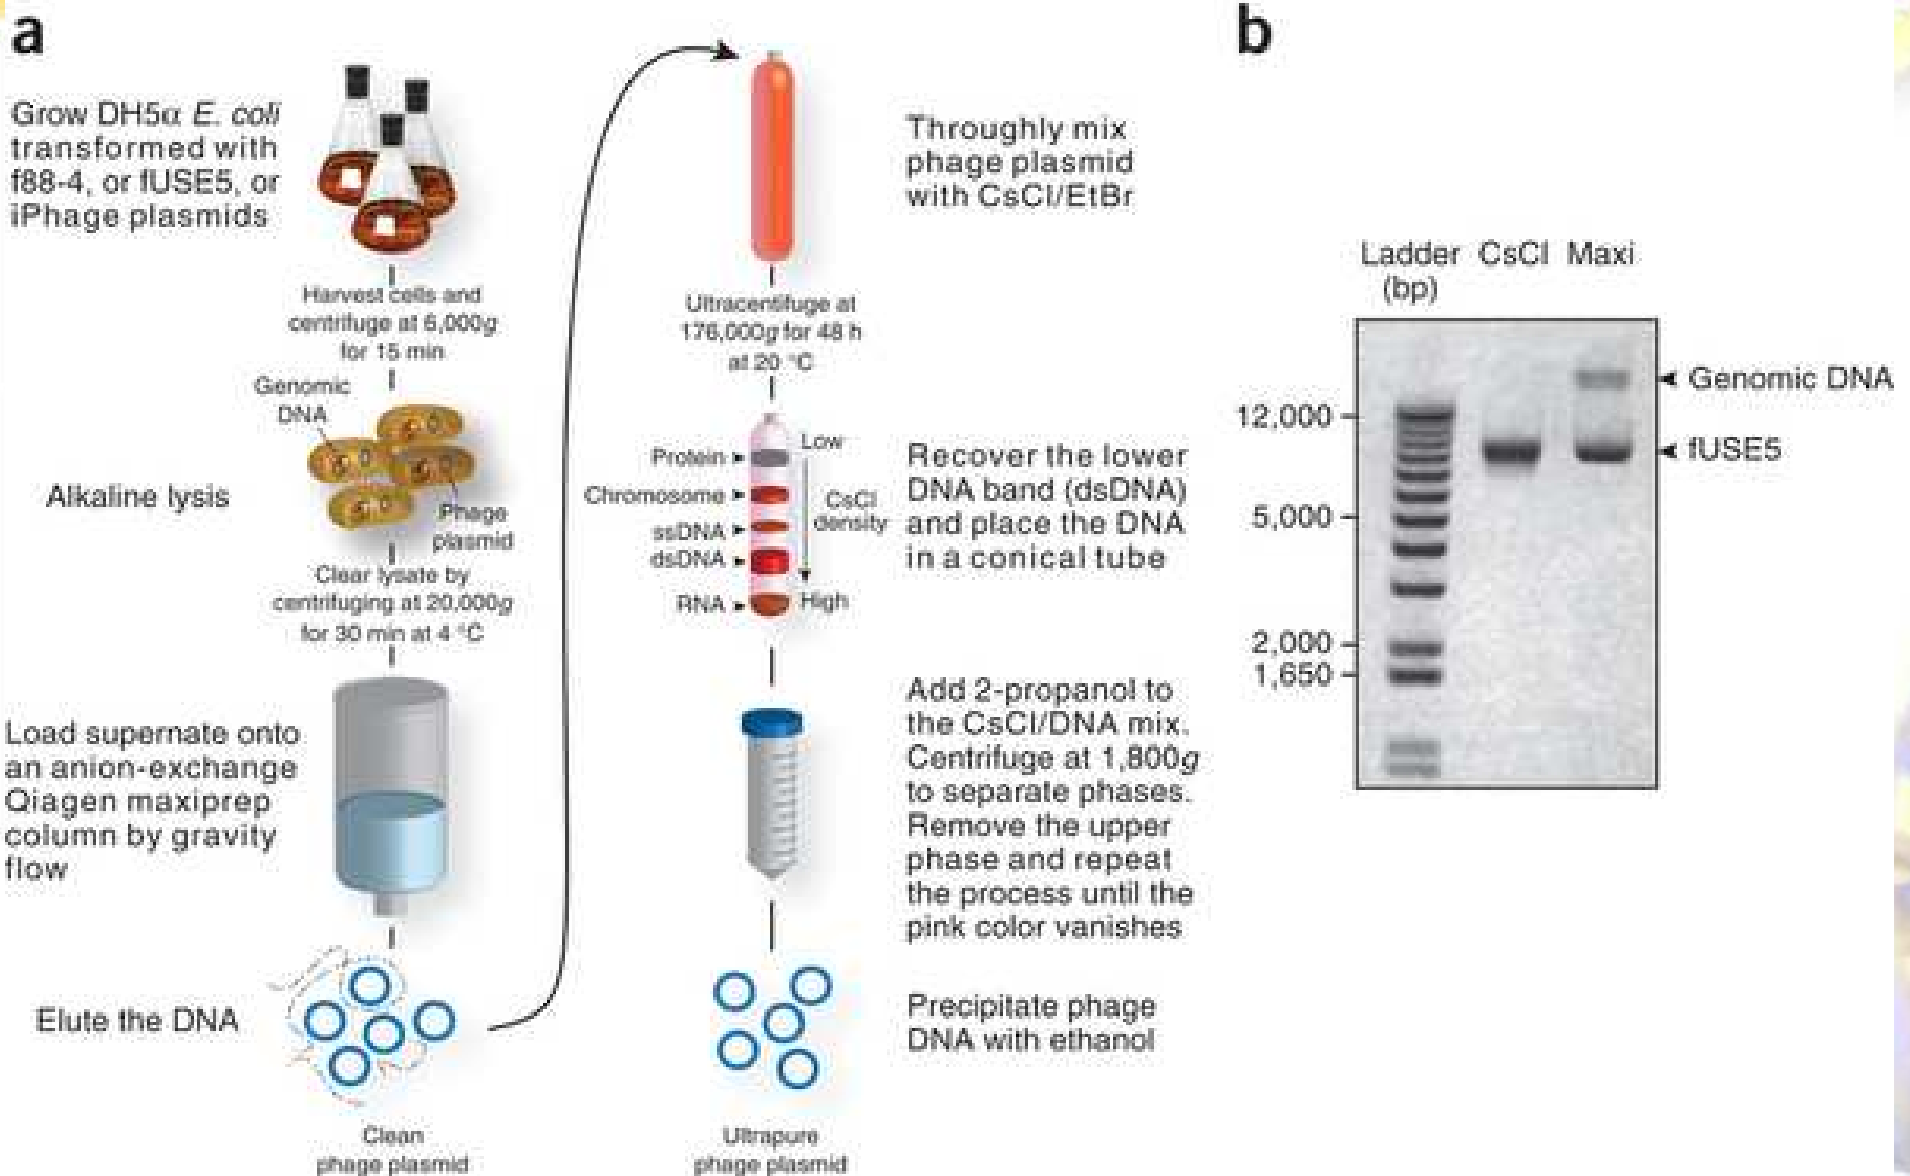 a
Grow DH5α E. coli
transformed with
f88-4, or fUSE5, or
iPhage plasmids
Harvest cells and
centrifuge at 6,000g
for 15 min
Genomic
DNA
Alkaline lysis
Phage
plasmid
Clear lysate by
centrifuging at 20,000g
for 30 min at 4 °C
Load supernate onto
an anion-exchange
Qiagen maxiprep
column by gravity
flow
Elute the DNA
Clean
phage plasmid
Throughly mix
phage plasmid
with CsCl/EtBr
Ultracentifuge at
176,000g for 48 h
at 20 °C
Protein
Chromosome
ssDNA
dsDNA
RNA
Low
CsCl
density
High
Recover the lower
DNA band (dsDNA)
and place the DNA
in a conical tube
Add 2-propanol to
the CsCl/DNA mix.
Centrifuge at 1,800g
to separate phases.
Remove the upper
phase and repeat
the process until the
pink color vanishes
Precipitate phage
DNA with ethanol
Ultrapure
phage plasmid
b
Ladder CsCl Maxi
(bp)
Genomic DNA
12,000
fUSE5
5,000
2,000
1,650